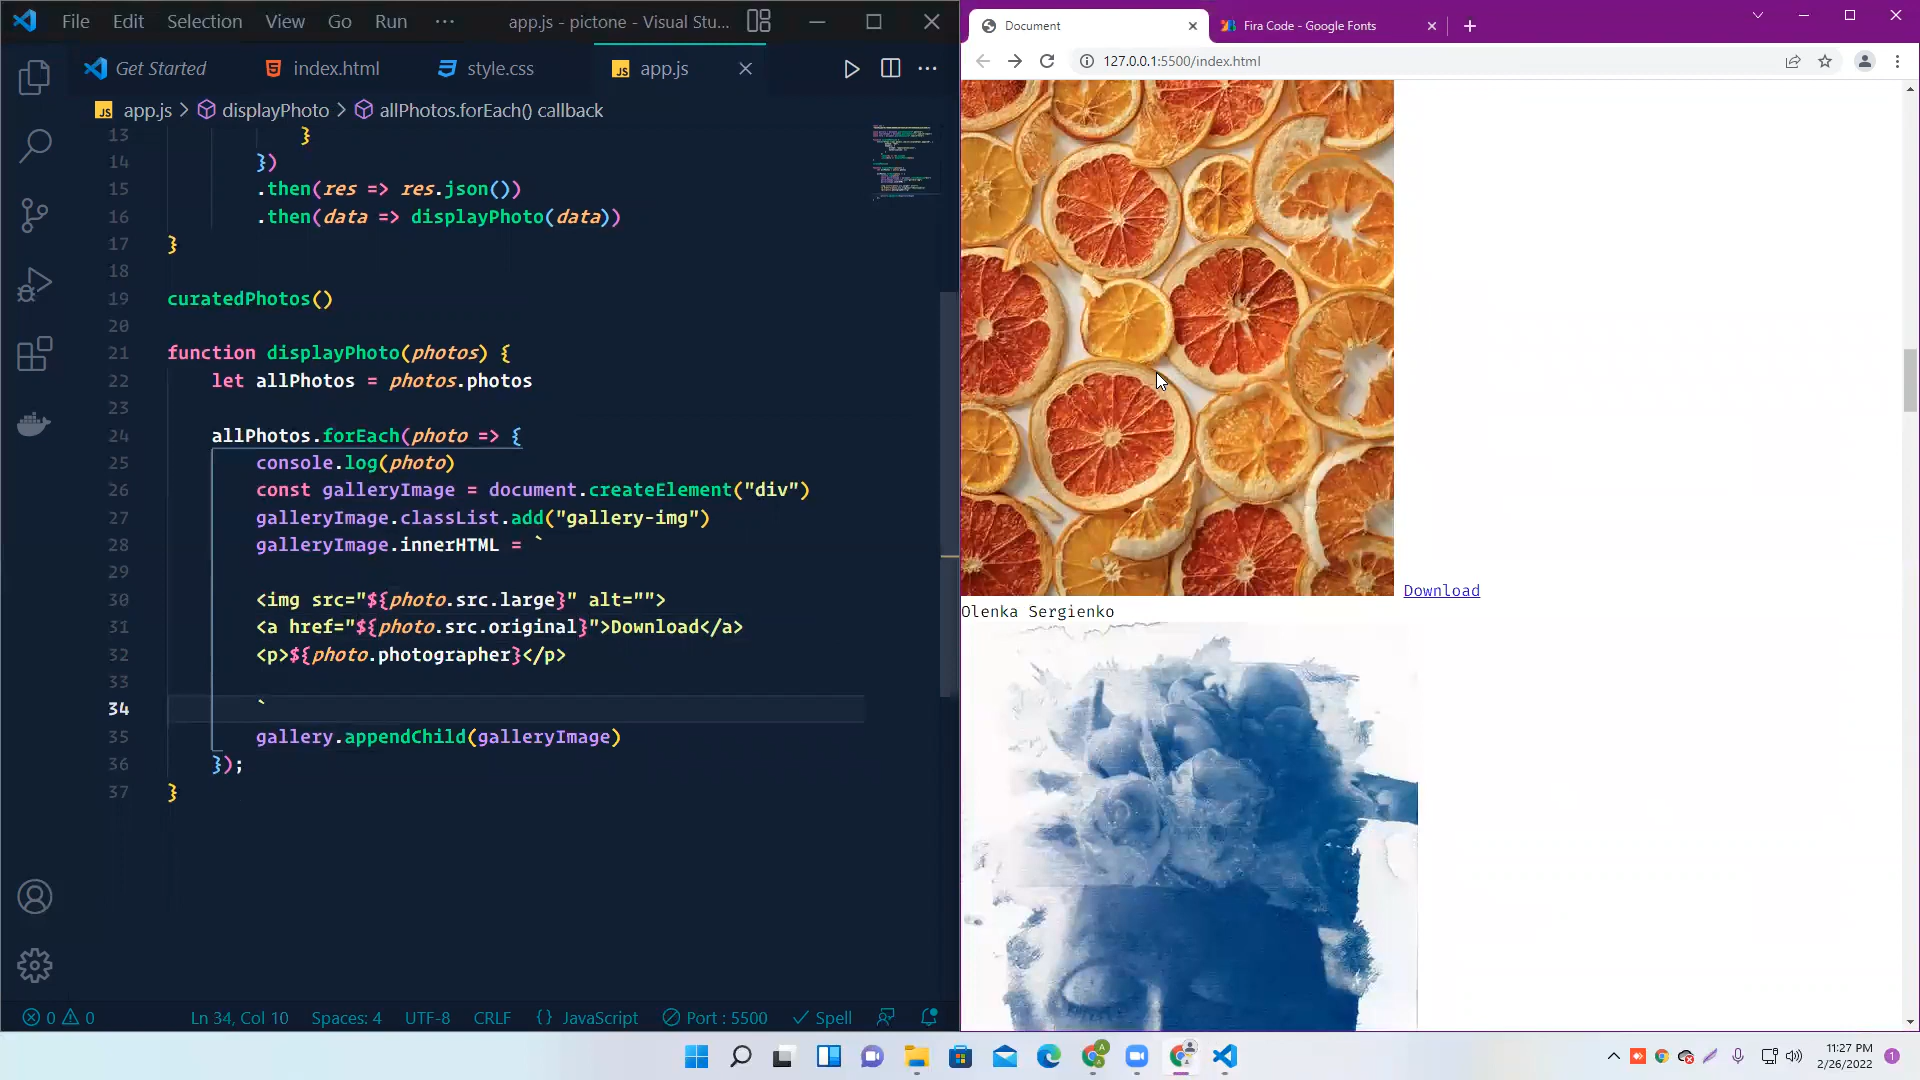 File Edit Selection View Go Run ··· app.js - pictone - Visual Stu...
Get Started index.html style.css JS app.js
JS app.js > displayPhoto > allPhotos.forEach() callback
13 }
14 })
15 .then(res => res.json())
16 .then(data => displayPhoto(data))
17 }
18
19 curatedPhotos()
20
21 function displayPhoto(photos) {
22 let allPhotos = photos.photos
23
24 allPhotos.forEach(photo => {
25 console.log(photo)
26 const galleryImage = document.createElement("div")
27 galleryImage.classList.add("gallery-img")
28 galleryImage.innerHTML = `
29
30 <img src="${photo.src.large}" alt="">
31 <a href="${photo.src.original}">Download</a>
32 <p>${photo.photographer}</p>
33
34 `
35 gallery.appendChild(galleryImage)
36 });
37 }
0 0 Ln 34, Col 10 Spaces: 4 UTF-8 CRLF {} JavaScript Port : 5500 Spell
Document Fira Code - Google Fonts
127.0.0.1:5500/index.html
Download
Olenka Sergienko
A
11:27 PM
2/26/2022
1